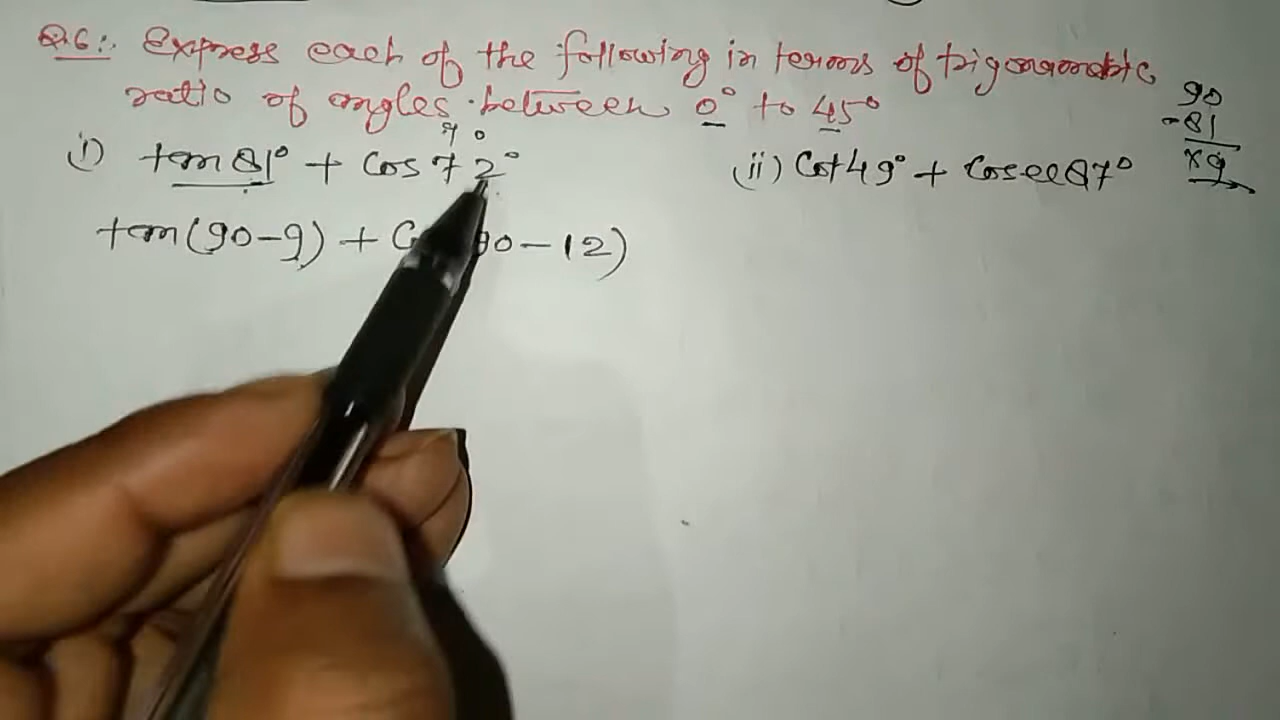 Q.6:. Express each of the following in terms of trigonometric
ratio of angles between 0° to 45°
90
-81
x9
i) tan 81° + Cos 72°
(ii) Cot 49° + Cosec 87°
tan(90-9) + 90-12)